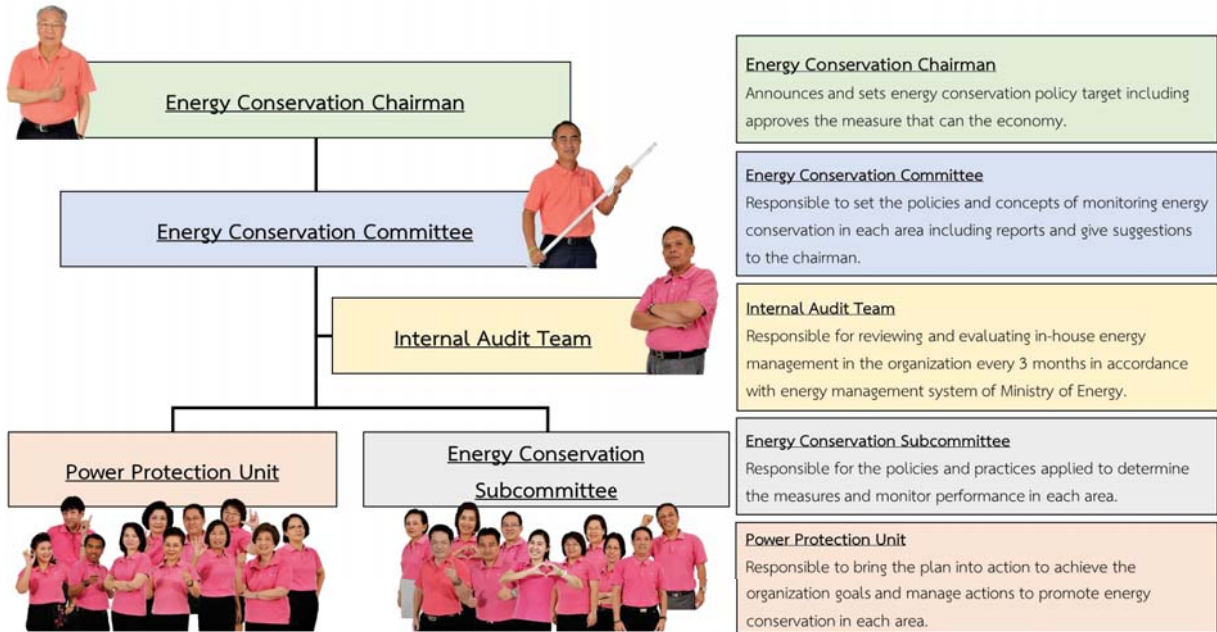 Energy Conservation Chairman
Energy Conservation Committee
Internal Audit Team
Power Protection Unit
Energy Conservation
Subcommittee
Energy Conservation Chairman
Announces and sets energy conservation policy target including
approves the measure that can the economy.
Energy Conservation Committee
Responsible to set the policies and concepts of monitoring energy
conservation in each area including reports and give suggestions
to the chairman.
Internal Audit Team
Responsible for reviewing and evaluating in-house energy
management in the organization every 3 months in accordance
with energy management system of Ministry of Energy.
Energy Conservation Subcommittee
Responsible for the policies and practices applied to determine
the measures and monitor performance in each area.
Power Protection Unit
Responsible to bring the plan into action to achieve the
organization goals and manage actions to promote energy
conservation in each area.